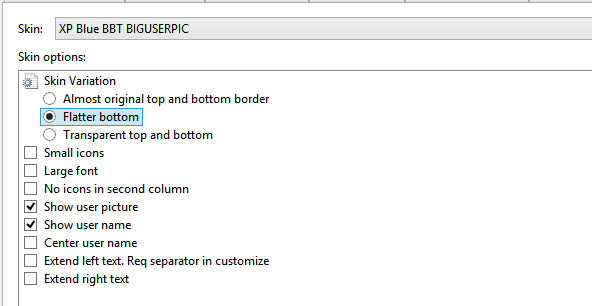 Skin: XP Blue BBT BIGUSERPIC
Skin options:
Skin Variation
Almost original top and bottom border
Flatter bottom
Transparent top and bottom
Small icons
Large font
No icons in second column
Show user picture
Show user name
Center user name
Extend left text. Req separator in customize
Extend right text